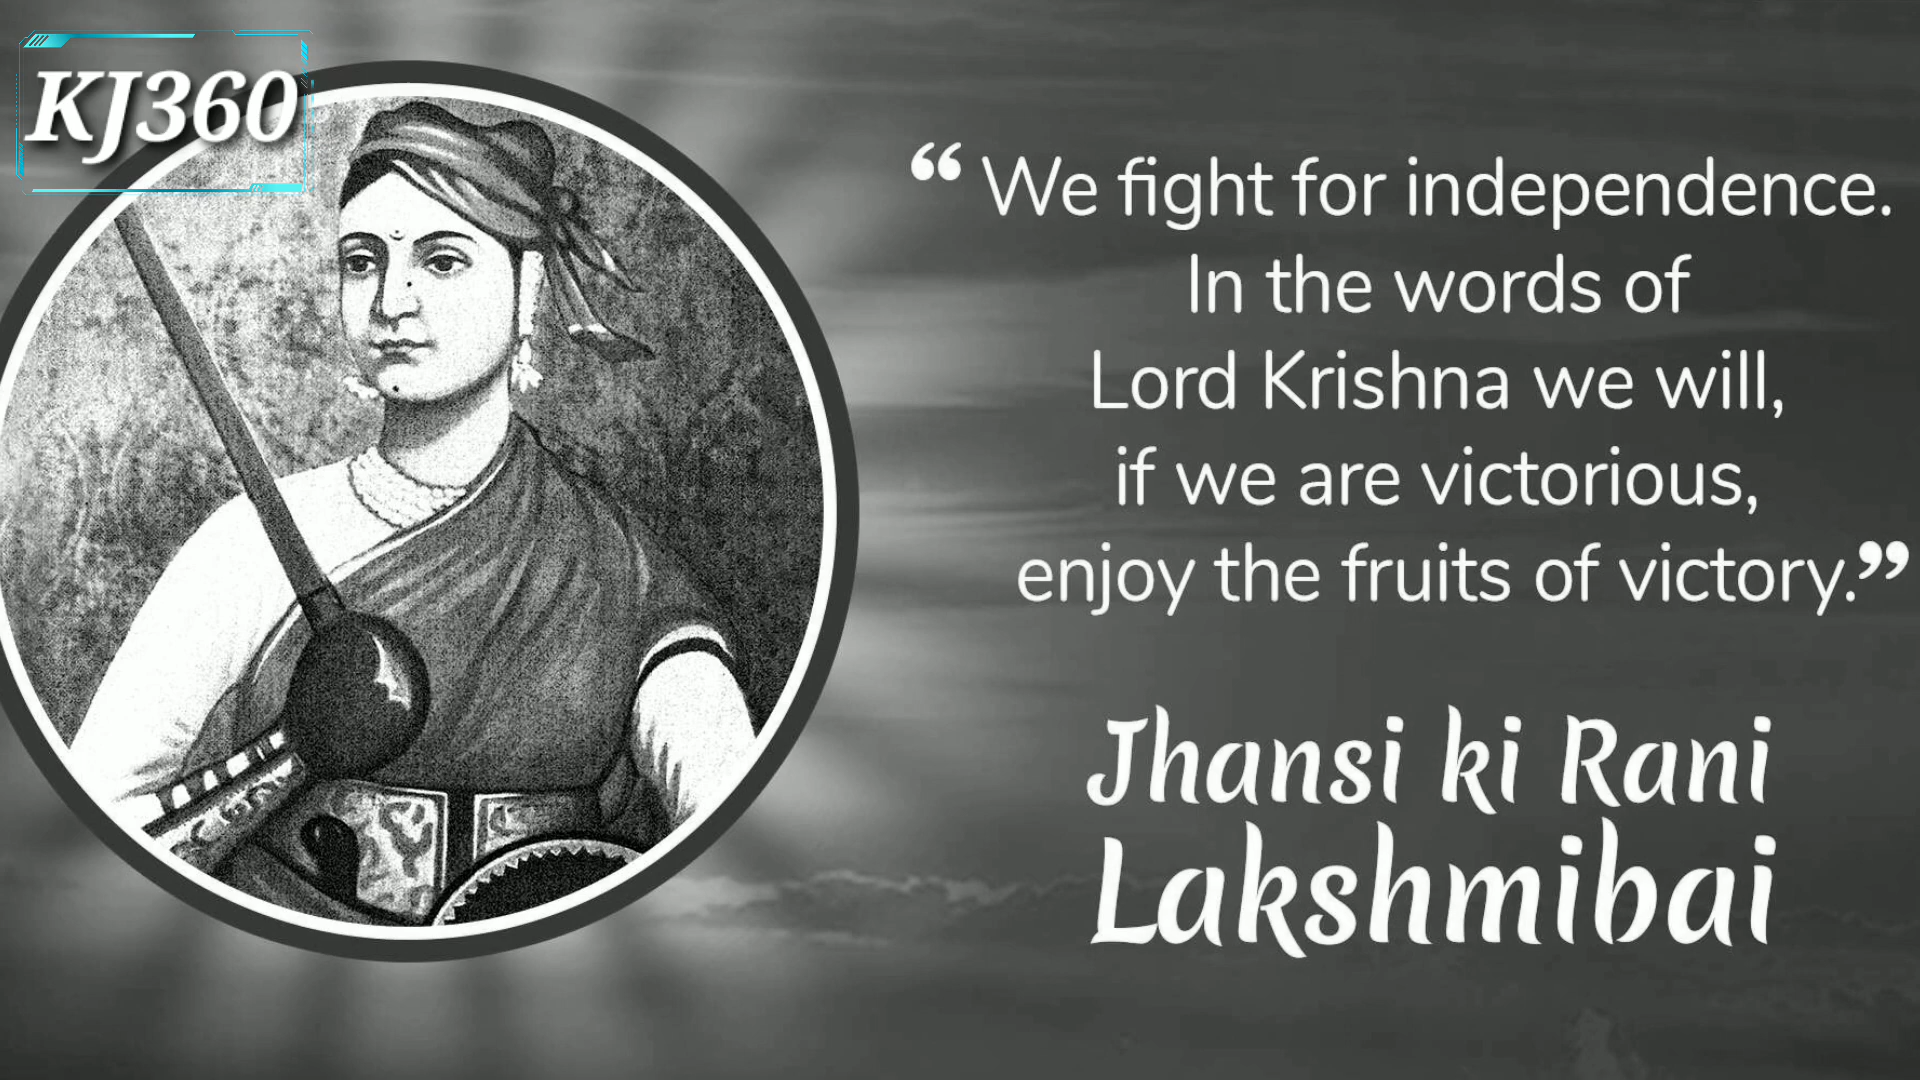 KJ360
“We fight for independence.
In the words of
Lord Krishna we will,
if we are victorious,
enjoy the fruits of victory.”
Jhansi ki Rani
Lakshmibai